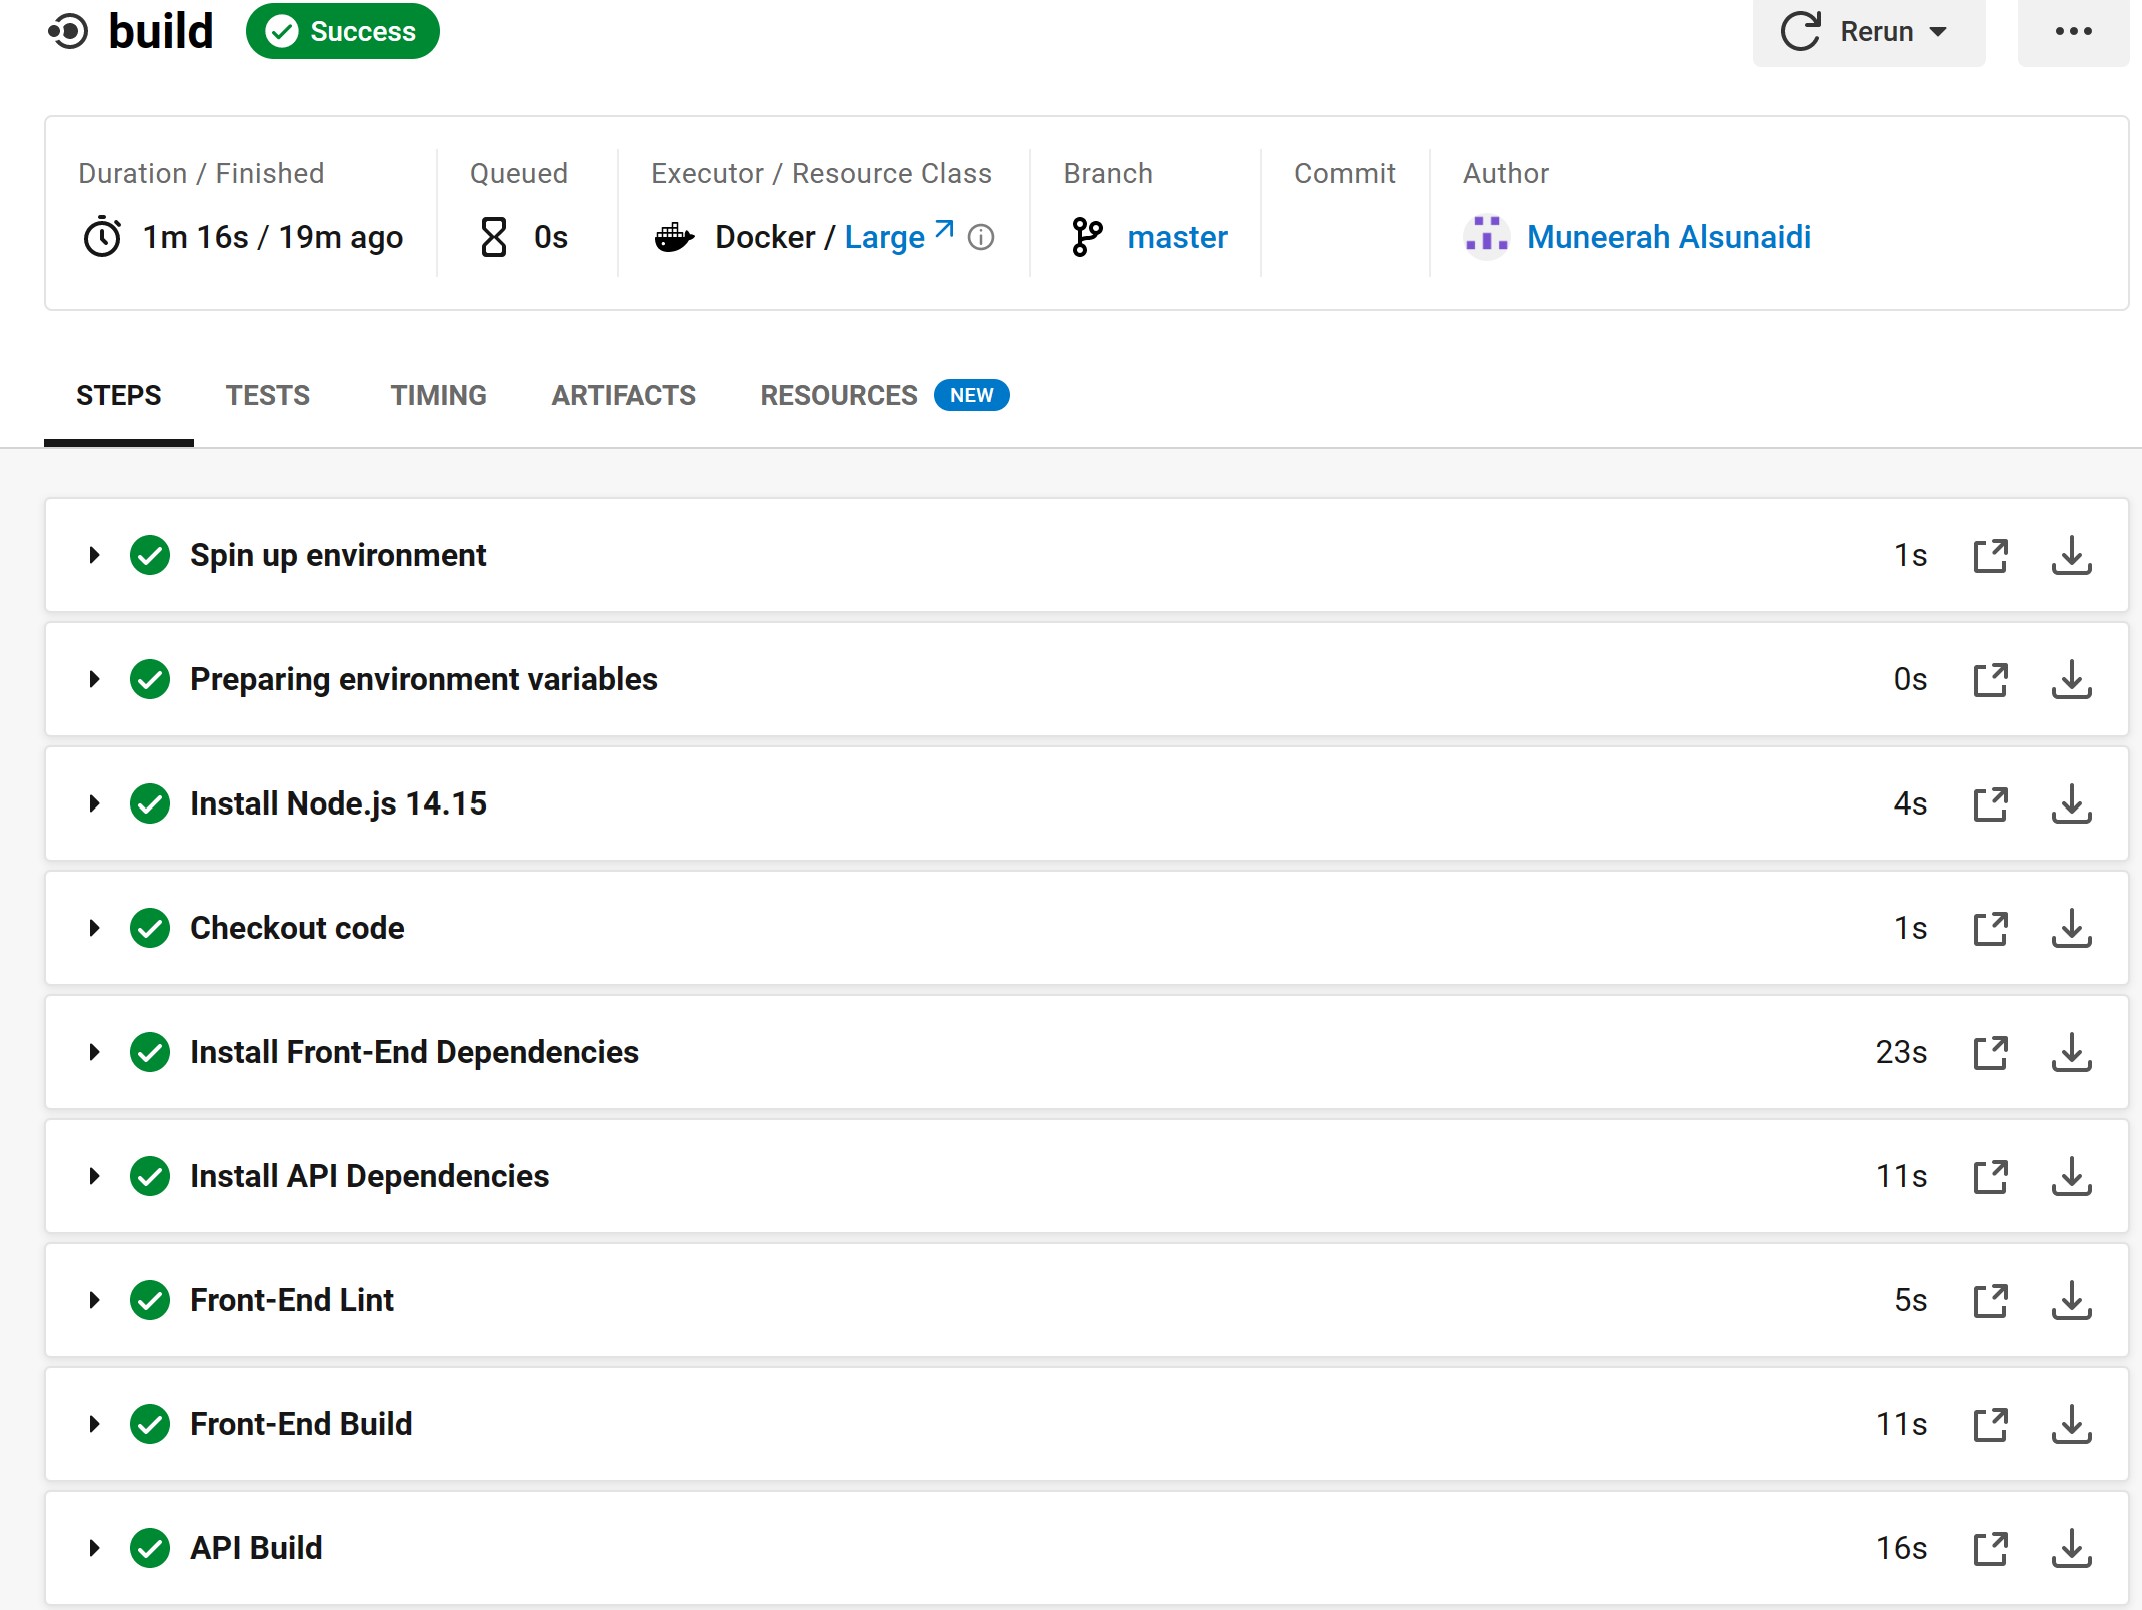 build Success Rerun
Duration / Finished Queued Executor / Resource Class Branch Commit Author
1m 16s / 19m ago 0s Docker / Large master Muneerah Alsunaidi
STEPS TESTS TIMING ARTIFACTS RESOURCES NEW
Spin up environment 1s
Preparing environment variables 0s
Install Node.js 14.15 4s
Checkout code 1s
Install Front-End Dependencies 23s
Install API Dependencies 11s
Front-End Lint 5s
Front-End Build 11s
API Build 16s